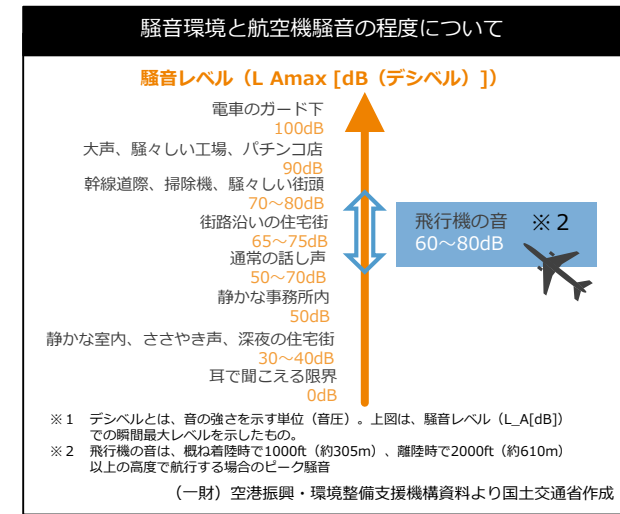 騒音環境と航空機騒音の程度について
騒音レベル（L Amax [dB（デシベル）]）
電車のガード下
100dB
大声、騒々しい工場、パチンコ店
90dB
幹線道際、掃除機、騒々しい街頭
70～80dB
街路沿いの住宅街
65～75dB
通常の話し声
50～70dB
静かな事務所内
50dB
静かな室内、ささやき声、深夜の住宅街
30～40dB
耳で聞こえる限界
0dB
飛行機の音 ※２
60～80dB
※１ デシベルとは、音の強さを示す単位（音圧）。上図は、騒音レベル（L_A[dB]）
での瞬間最大レベルを示したもの。
※２ 飛行機の音は、概ね着陸時で1000ft（約305m）、離陸時で2000ft（約610m）
以上の高度で航行する場合のピーク騒音
（一財）空港振興・環境整備支援機構資料より国土交通省作成